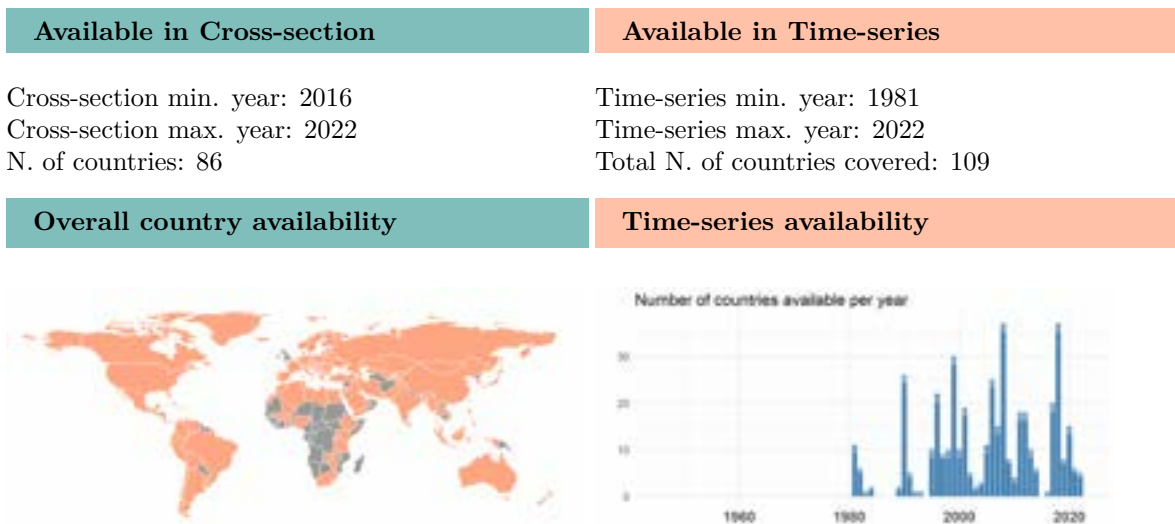 Available in Cross-section
Available in Time-series
Cross-section min. year: 2016
Cross-section max. year: 2022
N. of countries: 86
Time-series min. year: 1981
Time-series max. year: 2022
Total N. of countries covered: 109
Overall country availability
Time-series availability
Number of countries available per year
30
20
10
0
1960 1980 2000 2020